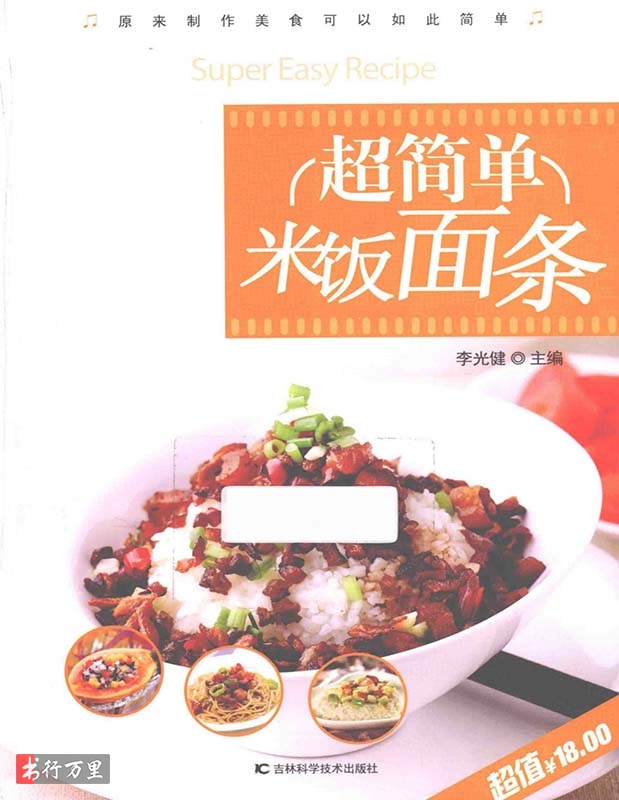 原来制作美食可以如此简单
Super Easy Recipe
超简单
米饭面条
李光健◎主编
超值¥18.00
书行万里
吉林科学技术出版社